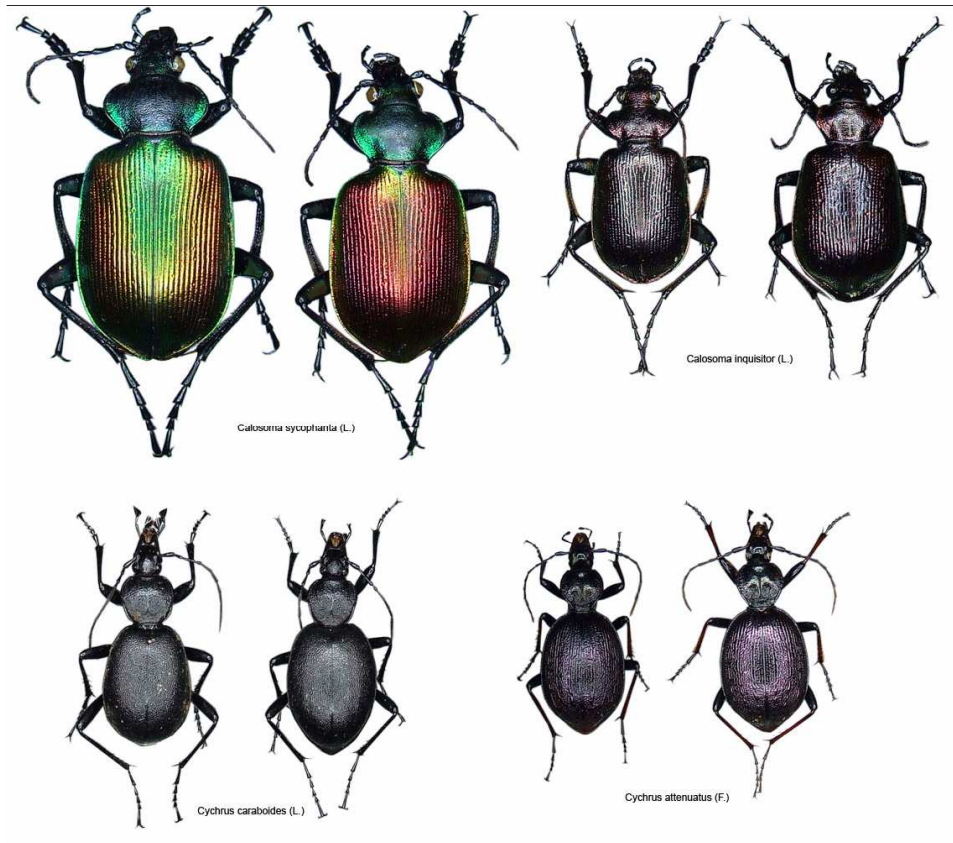 Calosoma inquisitor (L.)
Calosoma sycophanta (L.)
Cychrus attenuatus (F.)
Cychrus caraboides (L.)